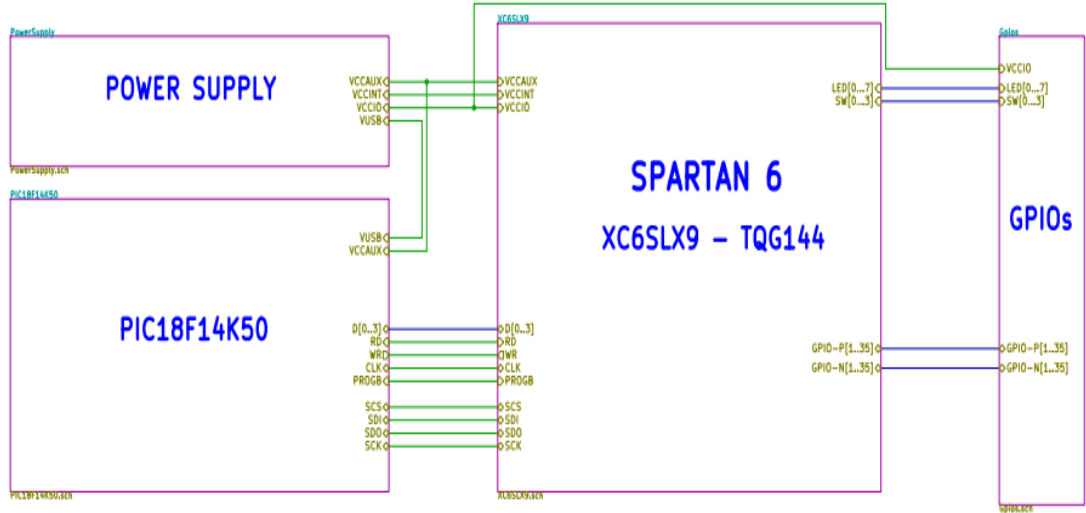 PowerSupply
POWER SUPPLY
VCCAUX
VCCINT
VCCIO
VUSB
PowerSupply.sch
PIC18F14K50
VUSB
VCCAUX
PIC18F14K50
D[0..3]
RD
WR
CLK
PROGB
SCS
SDI
SDO
SCK
PIC18F14K50.sch
XC6SLX9
VCCAUX
VCCINT
VCCIO
LED[0...7]
SW[0...3]
SPARTAN 6
XC6SLX9 - TQG144
D[0..3]
RD
WR
CLK
PROGB
SCS
SDI
SDO
SCK
GPIO-P[1..35]
GPIO-N[1..35]
XC6SLX9.sch
Gpios
VCCIO
LED[0...7]
SW[0...3]
GPIOs
GPIO-P[1..35]
GPIO-N[1..35]
Gpios.sch